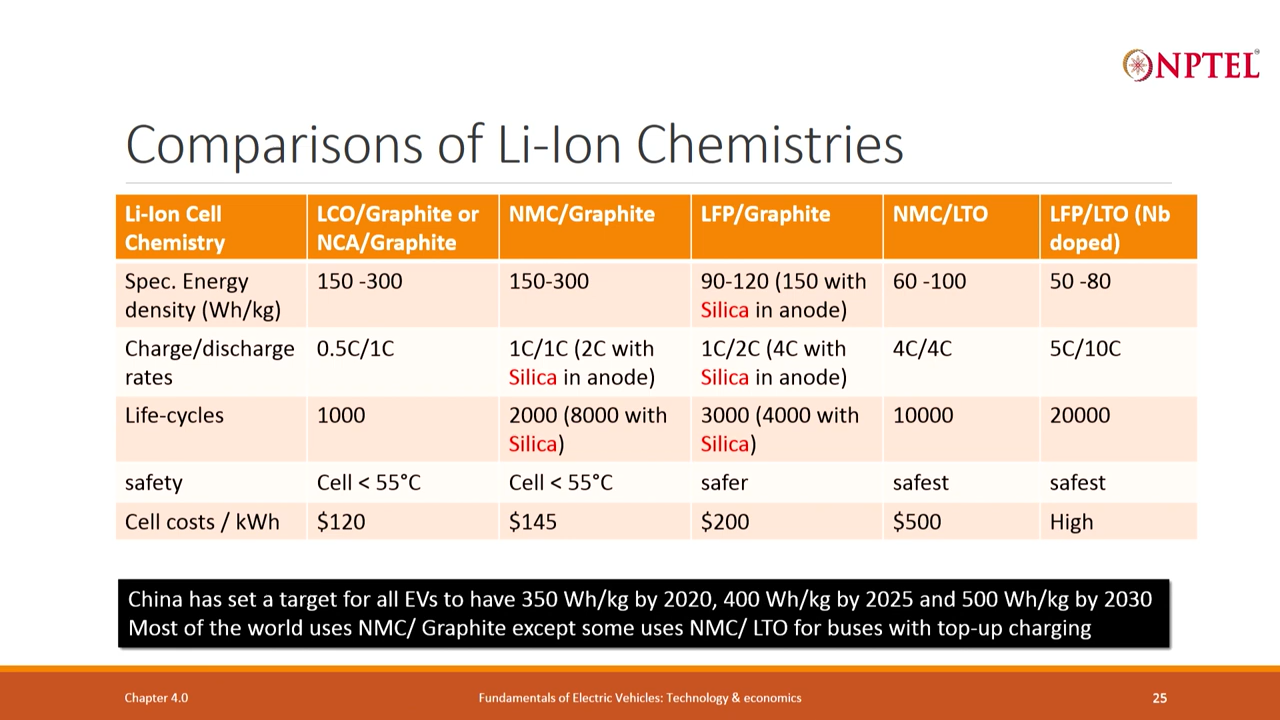 NPTEL
Comparisons of Li-Ion Chemistries
Li-Ion Cell
Chemistry
LCO/Graphite or
NCA/Graphite
NMC/Graphite
LFP/Graphite
NMC/LTO
LFP/LTO (Nb
doped)
Spec. Energy
density (Wh/kg)
150 -300
150-300
90-120 (150 with
Silica in anode)
60 -100
50 -80
Charge/discharge
rates
0.5C/1C
1C/1C (2C with
Silica in anode)
1C/2C (4C with
Silica in anode)
4C/4C
5C/10C
Life-cycles
1000
2000 (8000 with
Silica)
3000 (4000 with
Silica)
10000
20000
safety
Cell < 55°C
Cell < 55°C
safer
safest
safest
Cell costs / kWh
$120
$145
$200
$500
High
China has set a target for all EVs to have 350 Wh/kg by 2020, 400 Wh/kg by 2025 and 500 Wh/kg by 2030
Most of the world uses NMC/ Graphite except some uses NMC/ LTO for buses with top-up charging
Chapter 4.0
Fundamentals of Electric Vehicles: Technology & economics
25